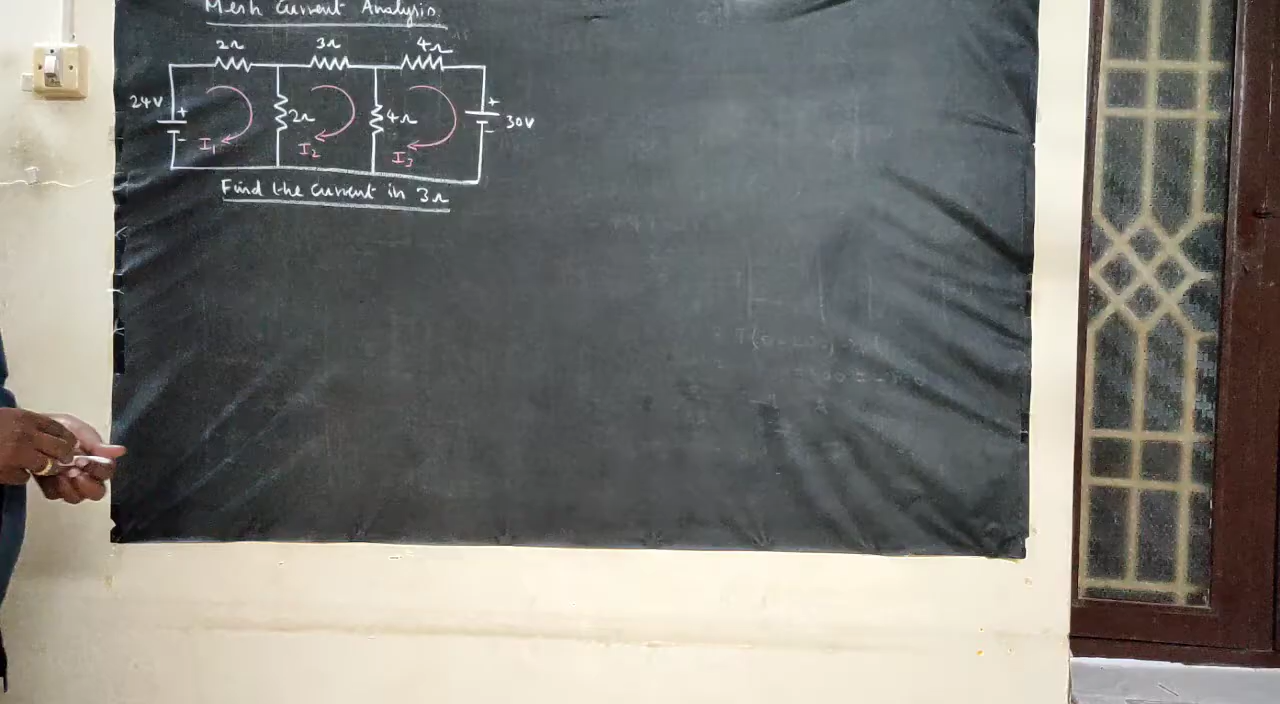 Mesh Current Analysis
2Ω 3Ω 4Ω
24V + - 2Ω 4Ω + - 30V
I₁ I₂ I₃
Find the Current in 3Ω